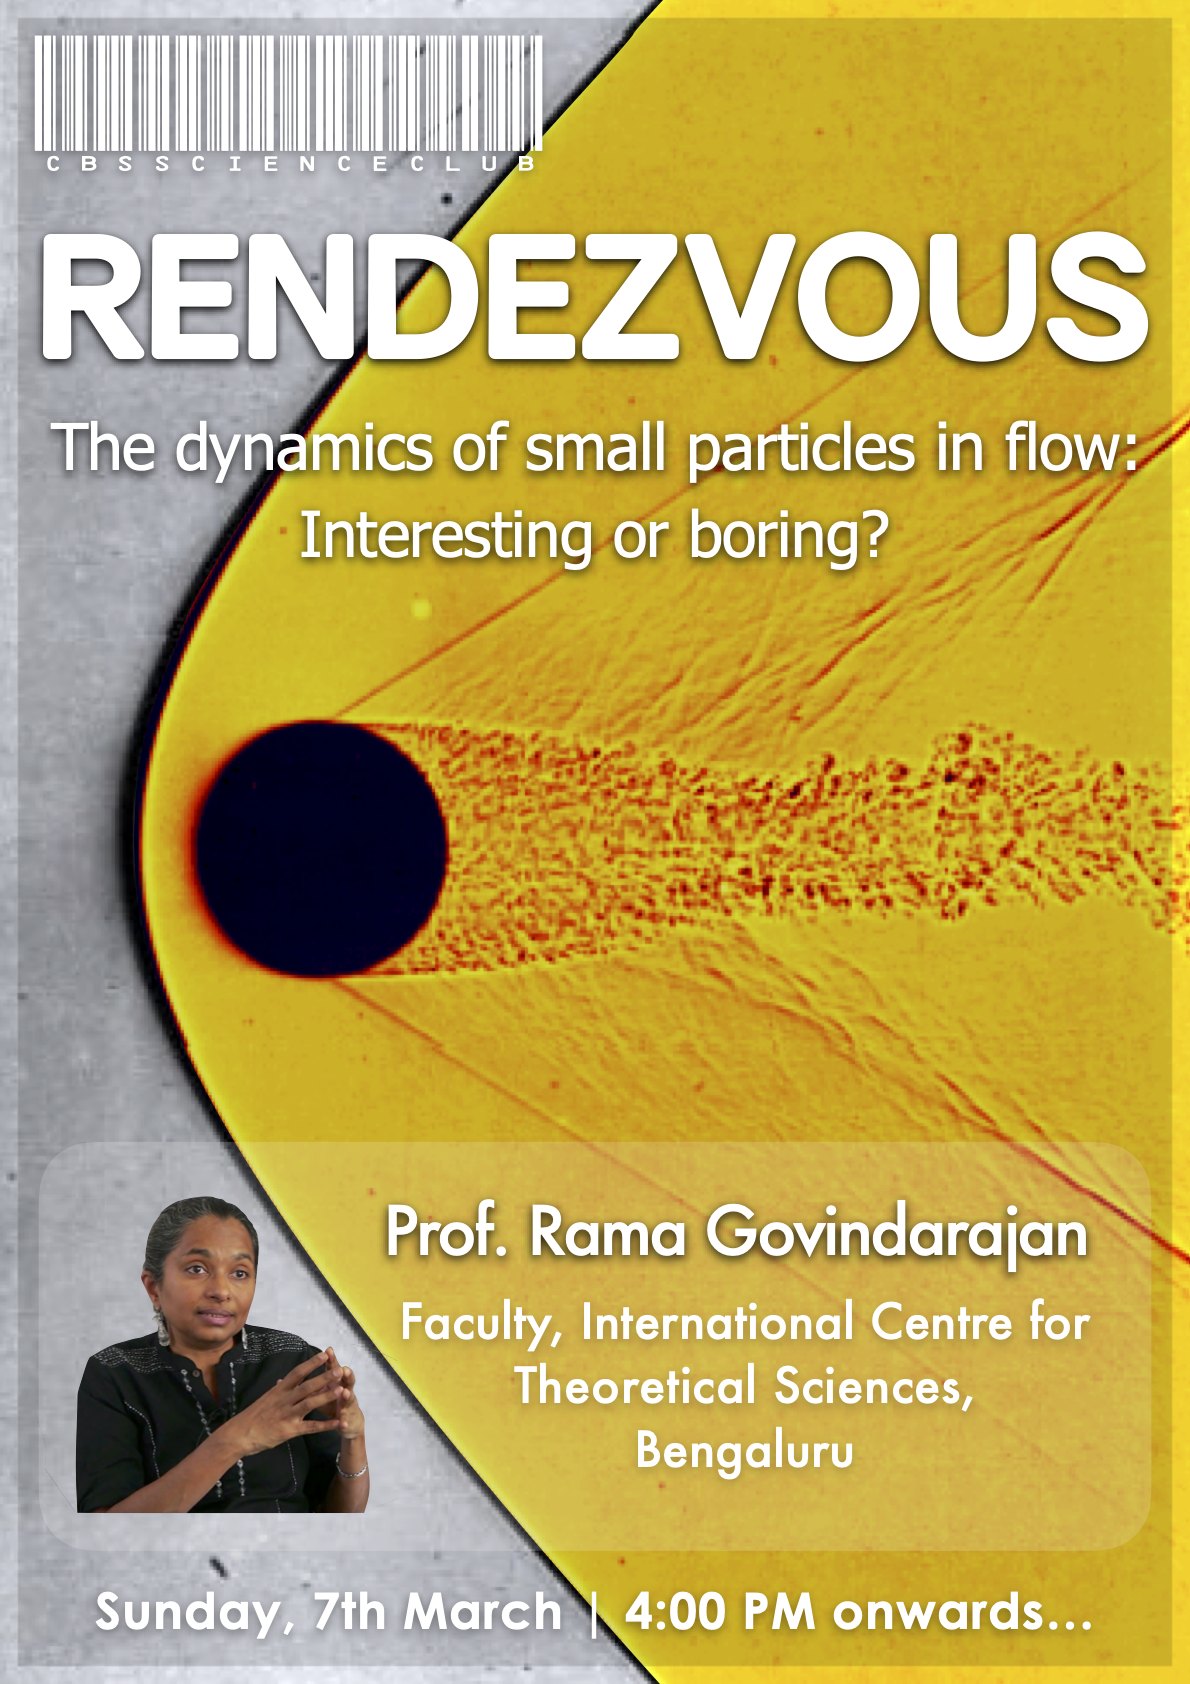 CBSSCIENCECLUB
RENDEZVOUS
The dynamics of small particles in flow:
Interesting or boring?
Prof. Rama Govindarajan
Faculty, International Centre for
Theoretical Sciences,
Bengaluru
Sunday, 7th March | 4:00 PM onwards...